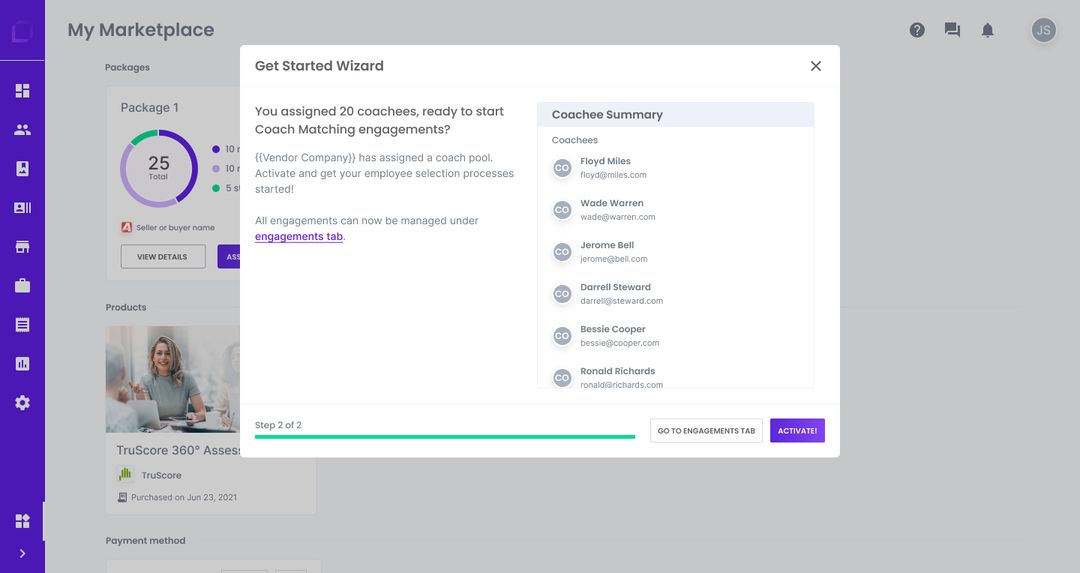 My Marketplace
JS
Packages
Package 1
25
Total
10
10
5
Seller or buyer name
VIEW DETAILS
Get Started Wizard
You assigned 20 coachees, ready to start
Coach Matching engagements?
{{Vendor Company}} has assigned a coach pool.
Activate and get your employee selection processes
started!
All engagements can now be managed under
engagements tab.
Coachee Summary
Coachees
CO
Floyd Miles
floyd@miles.com
CO
Wade Warren
wade@warren.com
CO
Jerome Bell
jerome@bell.com
CO
Darrell Steward
darrell@steward.com
CO
Bessie Cooper
bessie@cooper.com
CO
Ronald Richards
ronald@richards.com
Step 2 of 2
GO TO ENGAGEMENTS TAB
ACTIVATE!
Products
TruScore 360°
TruScore
Purchased on Jun 23, 2021
Payment method